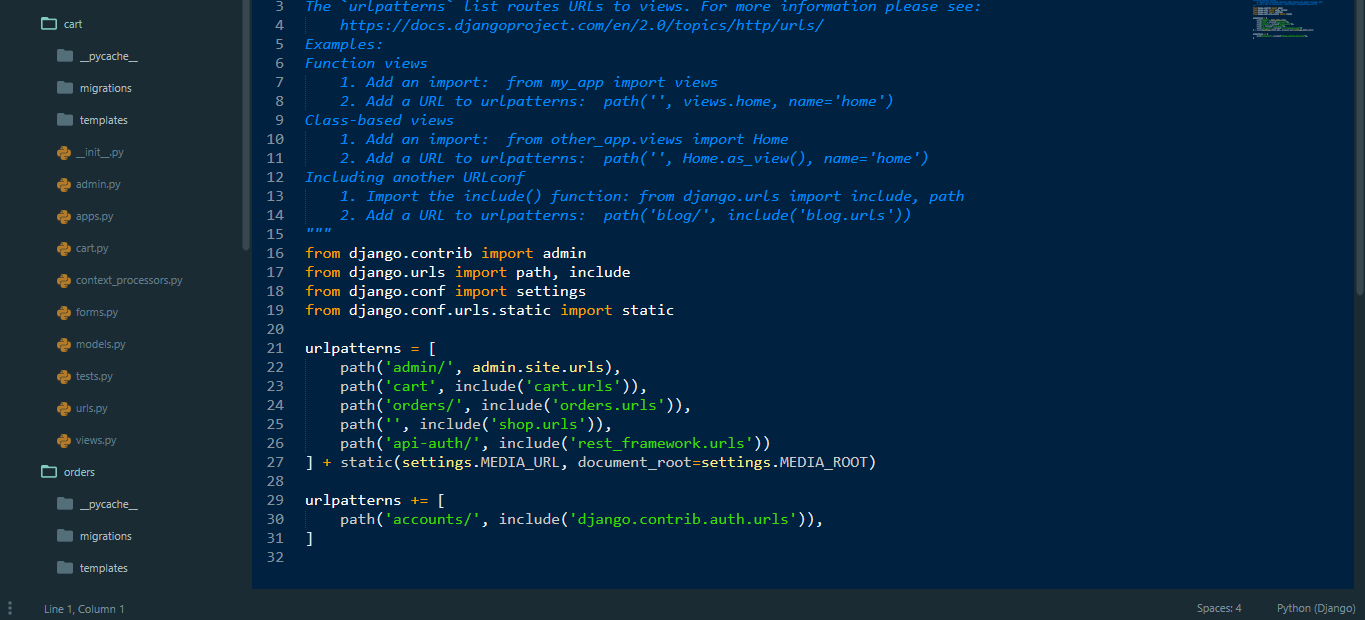 cart
__pycache__
migrations
templates
__init__.py
admin.py
apps.py
cart.py
context_processors.py
forms.py
models.py
tests.py
urls.py
views.py
orders
__pycache__
migrations
templates
3 The `urlpatterns` list routes URLs to views. For more information please see:
4     https://docs.djangoproject.com/en/2.0/topics/http/urls/
5 Examples:
6 Function views
7     1. Add an import:  from my_app import views
8     2. Add a URL to urlpatterns:  path('', views.home, name='home')
9 Class-based views
10     1. Add an import:  from other_app.views import Home
11     2. Add a URL to urlpatterns:  path('', Home.as_view(), name='home')
12 Including another URLconf
13     1. Import the include() function: from django.urls import include, path
14     2. Add a URL to urlpatterns:  path('blog/', include('blog.urls'))
15 """
16 from django.contrib import admin
17 from django.urls import path, include
18 from django.conf import settings
19 from django.conf.urls.static import static
20
21 urlpatterns = [
22     path('admin/', admin.site.urls),
23     path('cart', include('cart.urls')),
24     path('orders/', include('orders.urls')),
25     path('', include('shop.urls')),
26     path('api-auth/', include('rest_framework.urls'))
27 ] + static(settings.MEDIA_URL, document_root=settings.MEDIA_ROOT)
28
29 urlpatterns += [
30     path('accounts/', include('django.contrib.auth.urls')),
31 ]
32
Line 1, Column 1
Spaces: 4
Python (Django)